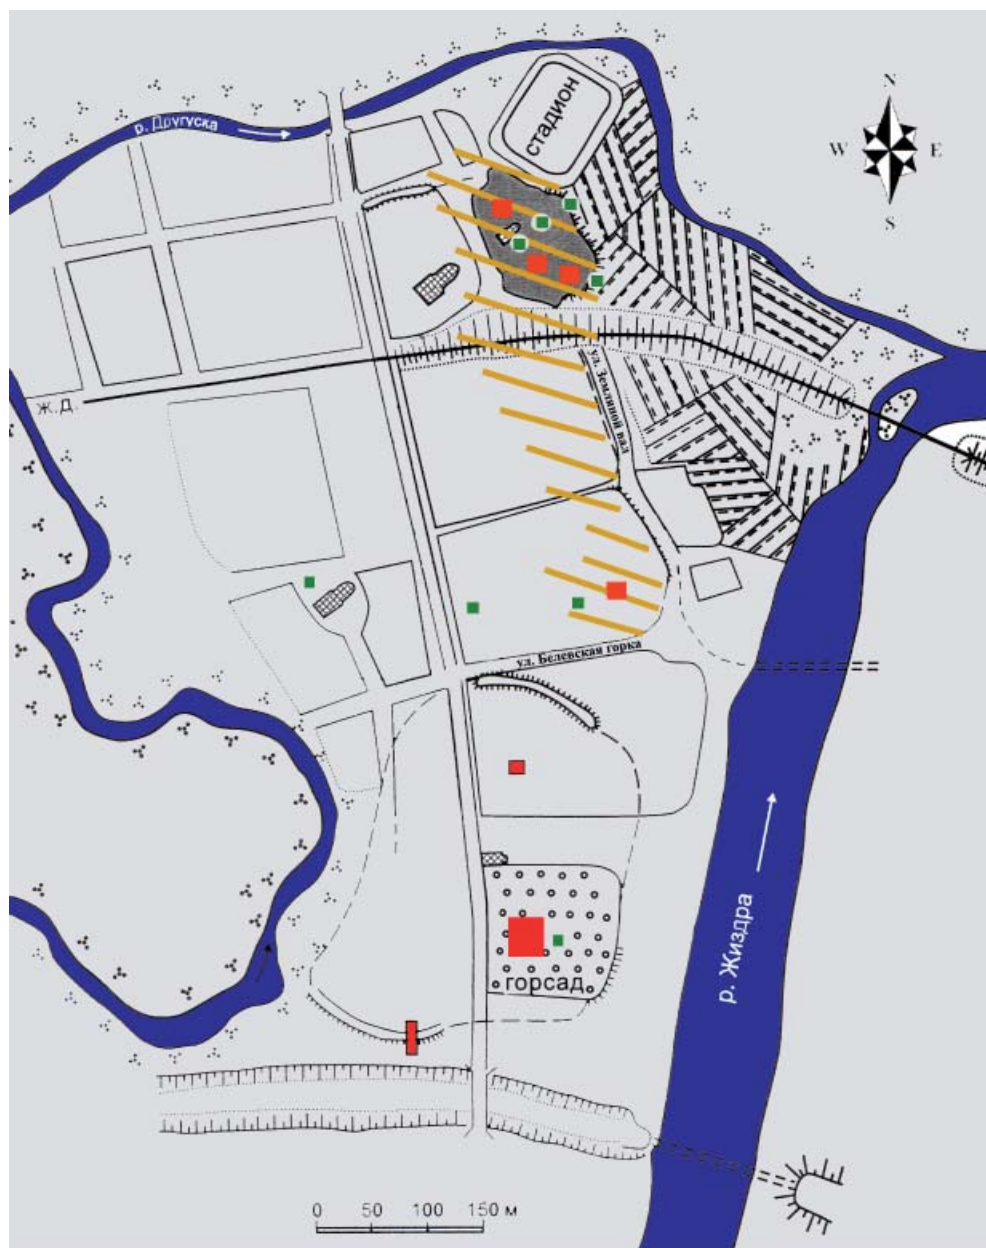 р. Другуска
стадион
N
W E
S
ул. Земляной вал
Ж. Д.
ул. Белевская горка
р. Жиздра
горсад
0 50 100 150 м